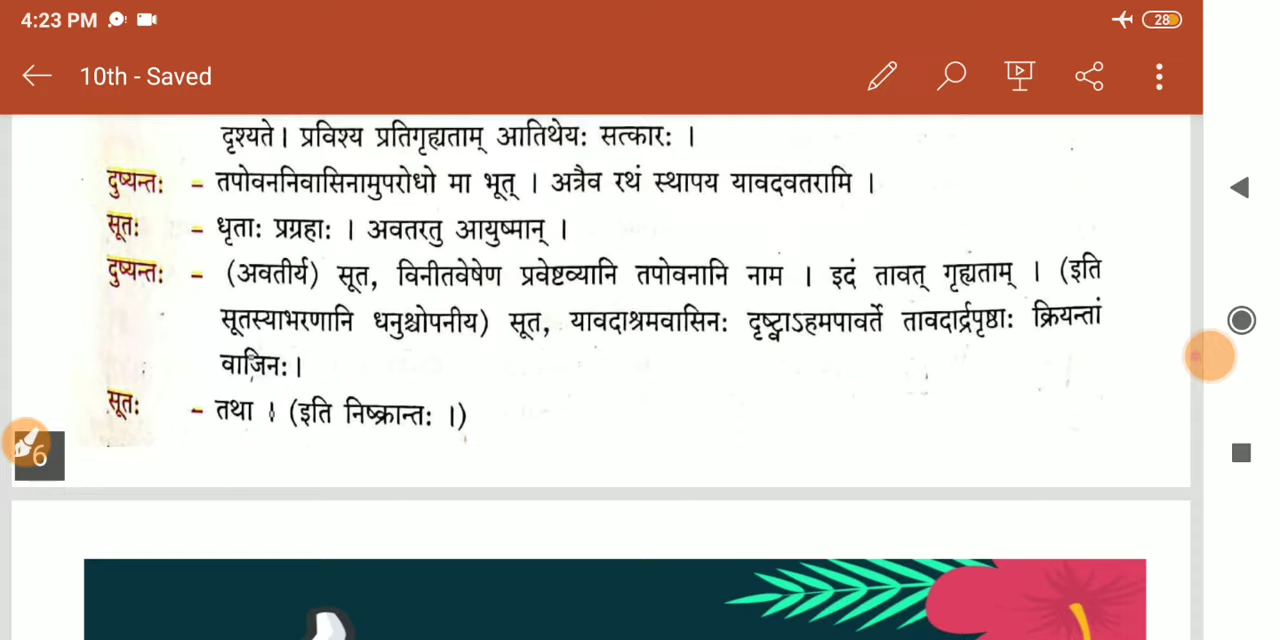 4:23 PM
28
10th - Saved
दृश्यते। प्रविश्य प्रतिगृह्यताम् आतिथेयः सत्कारः ।
दुष्यन्तः – तपोवननिवासिनामुपरोधो मा भूत् । अत्रैव रथं स्थापय यावदवतरामि ।
सूतः – धृताः प्रग्रहाः । अवतरतु आयुष्मान् ।
दुष्यन्तः – (अवतीर्य) सूत, विनीतवेषेण प्रवेष्टव्यानि तपोवनानि नाम । इदं तावत् गृह्यताम् । (इति
सूतस्याभरणानि धनुश्चोपनीय) सूत, यावदाश्रमवासिनः दृष्ट्वाऽहमपावर्ते तावदार्द्रपृष्ठाः क्रियन्तां
वाजिनः।
सूतः – तथा । (इति निष्क्रान्तः ।)
6